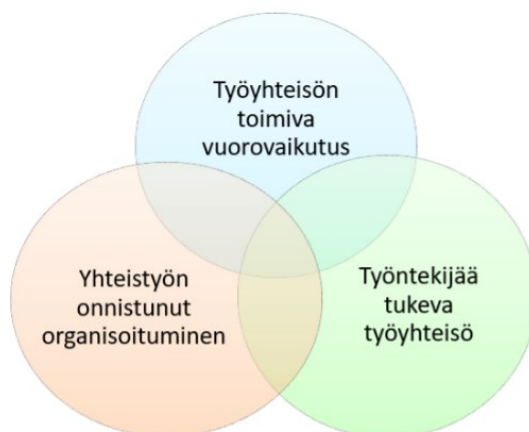 Työyhteisön
toimiva
vuorovaikutus
Yhteistyön
onnistunut
organisoituminen
Työntekijää
tukeva
työyhteisö